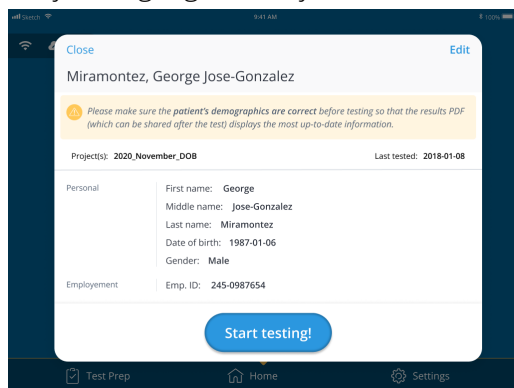 Sketch
9:41 AM
100%
Close
Edit
Miramontez, George Jose-Gonzalez
Please make sure the patient's demographics are correct before testing so that the results PDF
(which can be shared after the test) displays the most up-to-date information.
Project(s): 2020_November_DOB
Last tested: 2018-01-08
Personal
First name: George
Middle name: Jose-Gonzalez
Last name: Miramontez
Date of birth: 1987-01-06
Gender: Male
Employement
Emp. ID: 245-0987654
Start testing!
Test Prep
Home
Settings